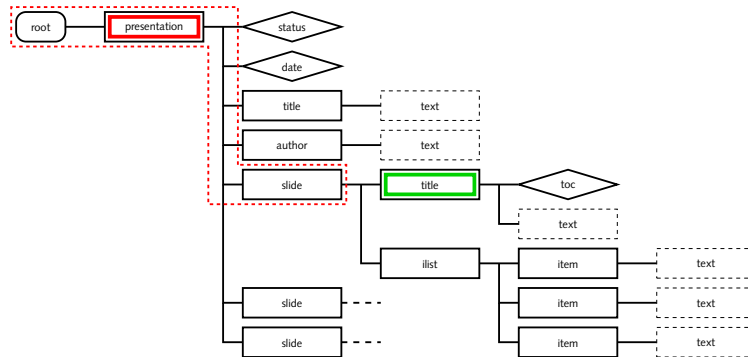 root
presentation
status
date
title
text
author
text
slide
title
toc
text
ilist
item
text
slide
item
text
slide
item
text